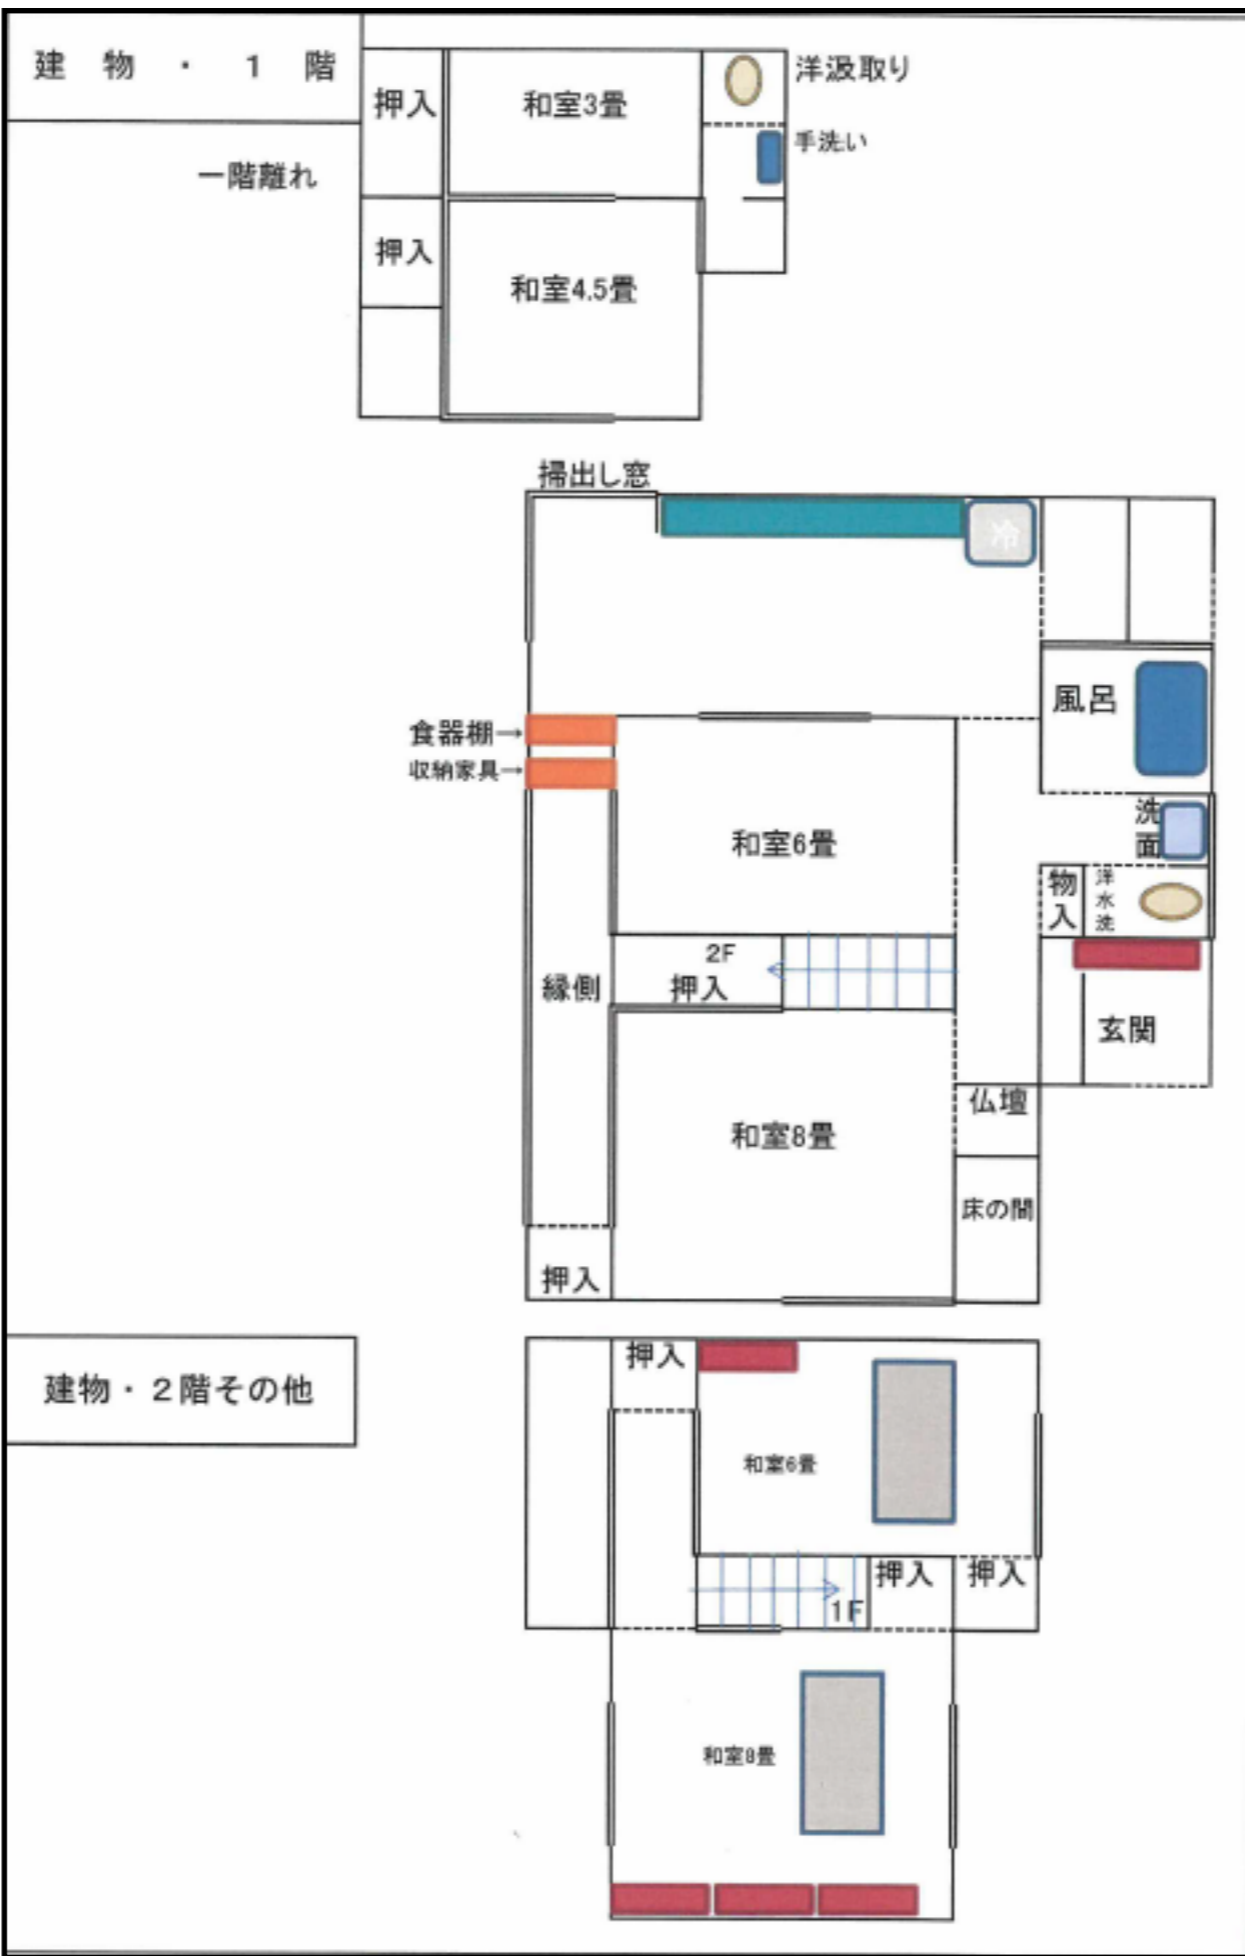 建物・1階
一階離れ
押入
和室3畳
洋汲取り
手洗い
押入
和室4.5畳
掃出し窓
冷
食器棚→
収納家具→
風呂
洗面
和室6畳
物入
洋水洗
2F
押入
縁側
玄関
仏壇
和室8畳
床の間
押入
建物・2階その他
押入
和室6畳
押入
押入
1F
和室8畳